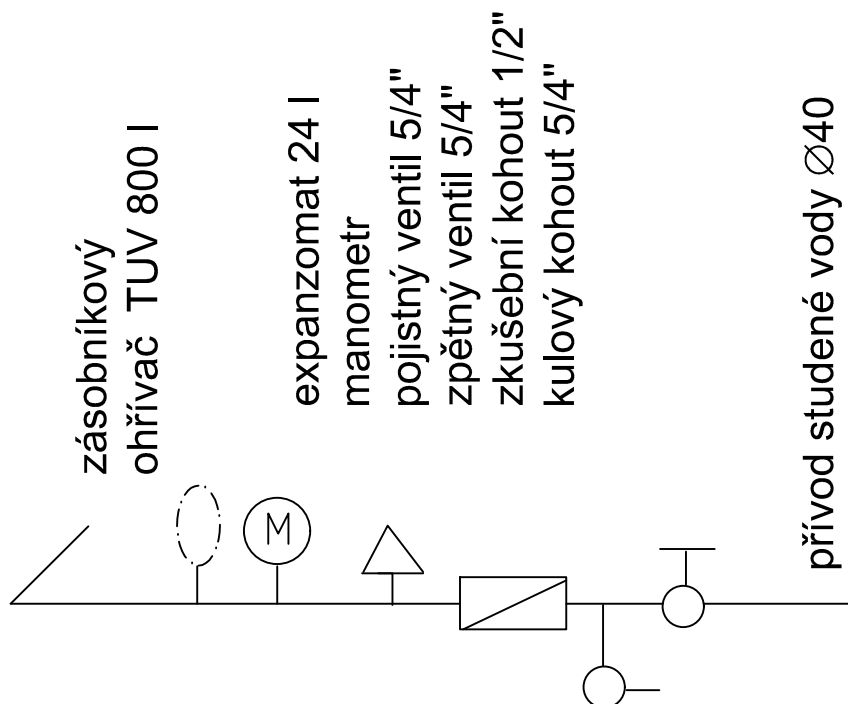 zásobníkový
ohřívač TUV 800 l
expanzomat 24 l
manometr
pojistný ventil 5/4"
zpětný ventil 5/4"
zkušební kohout 1/2"
kulový kohout 5/4"
přívod studené vody ∅40
M